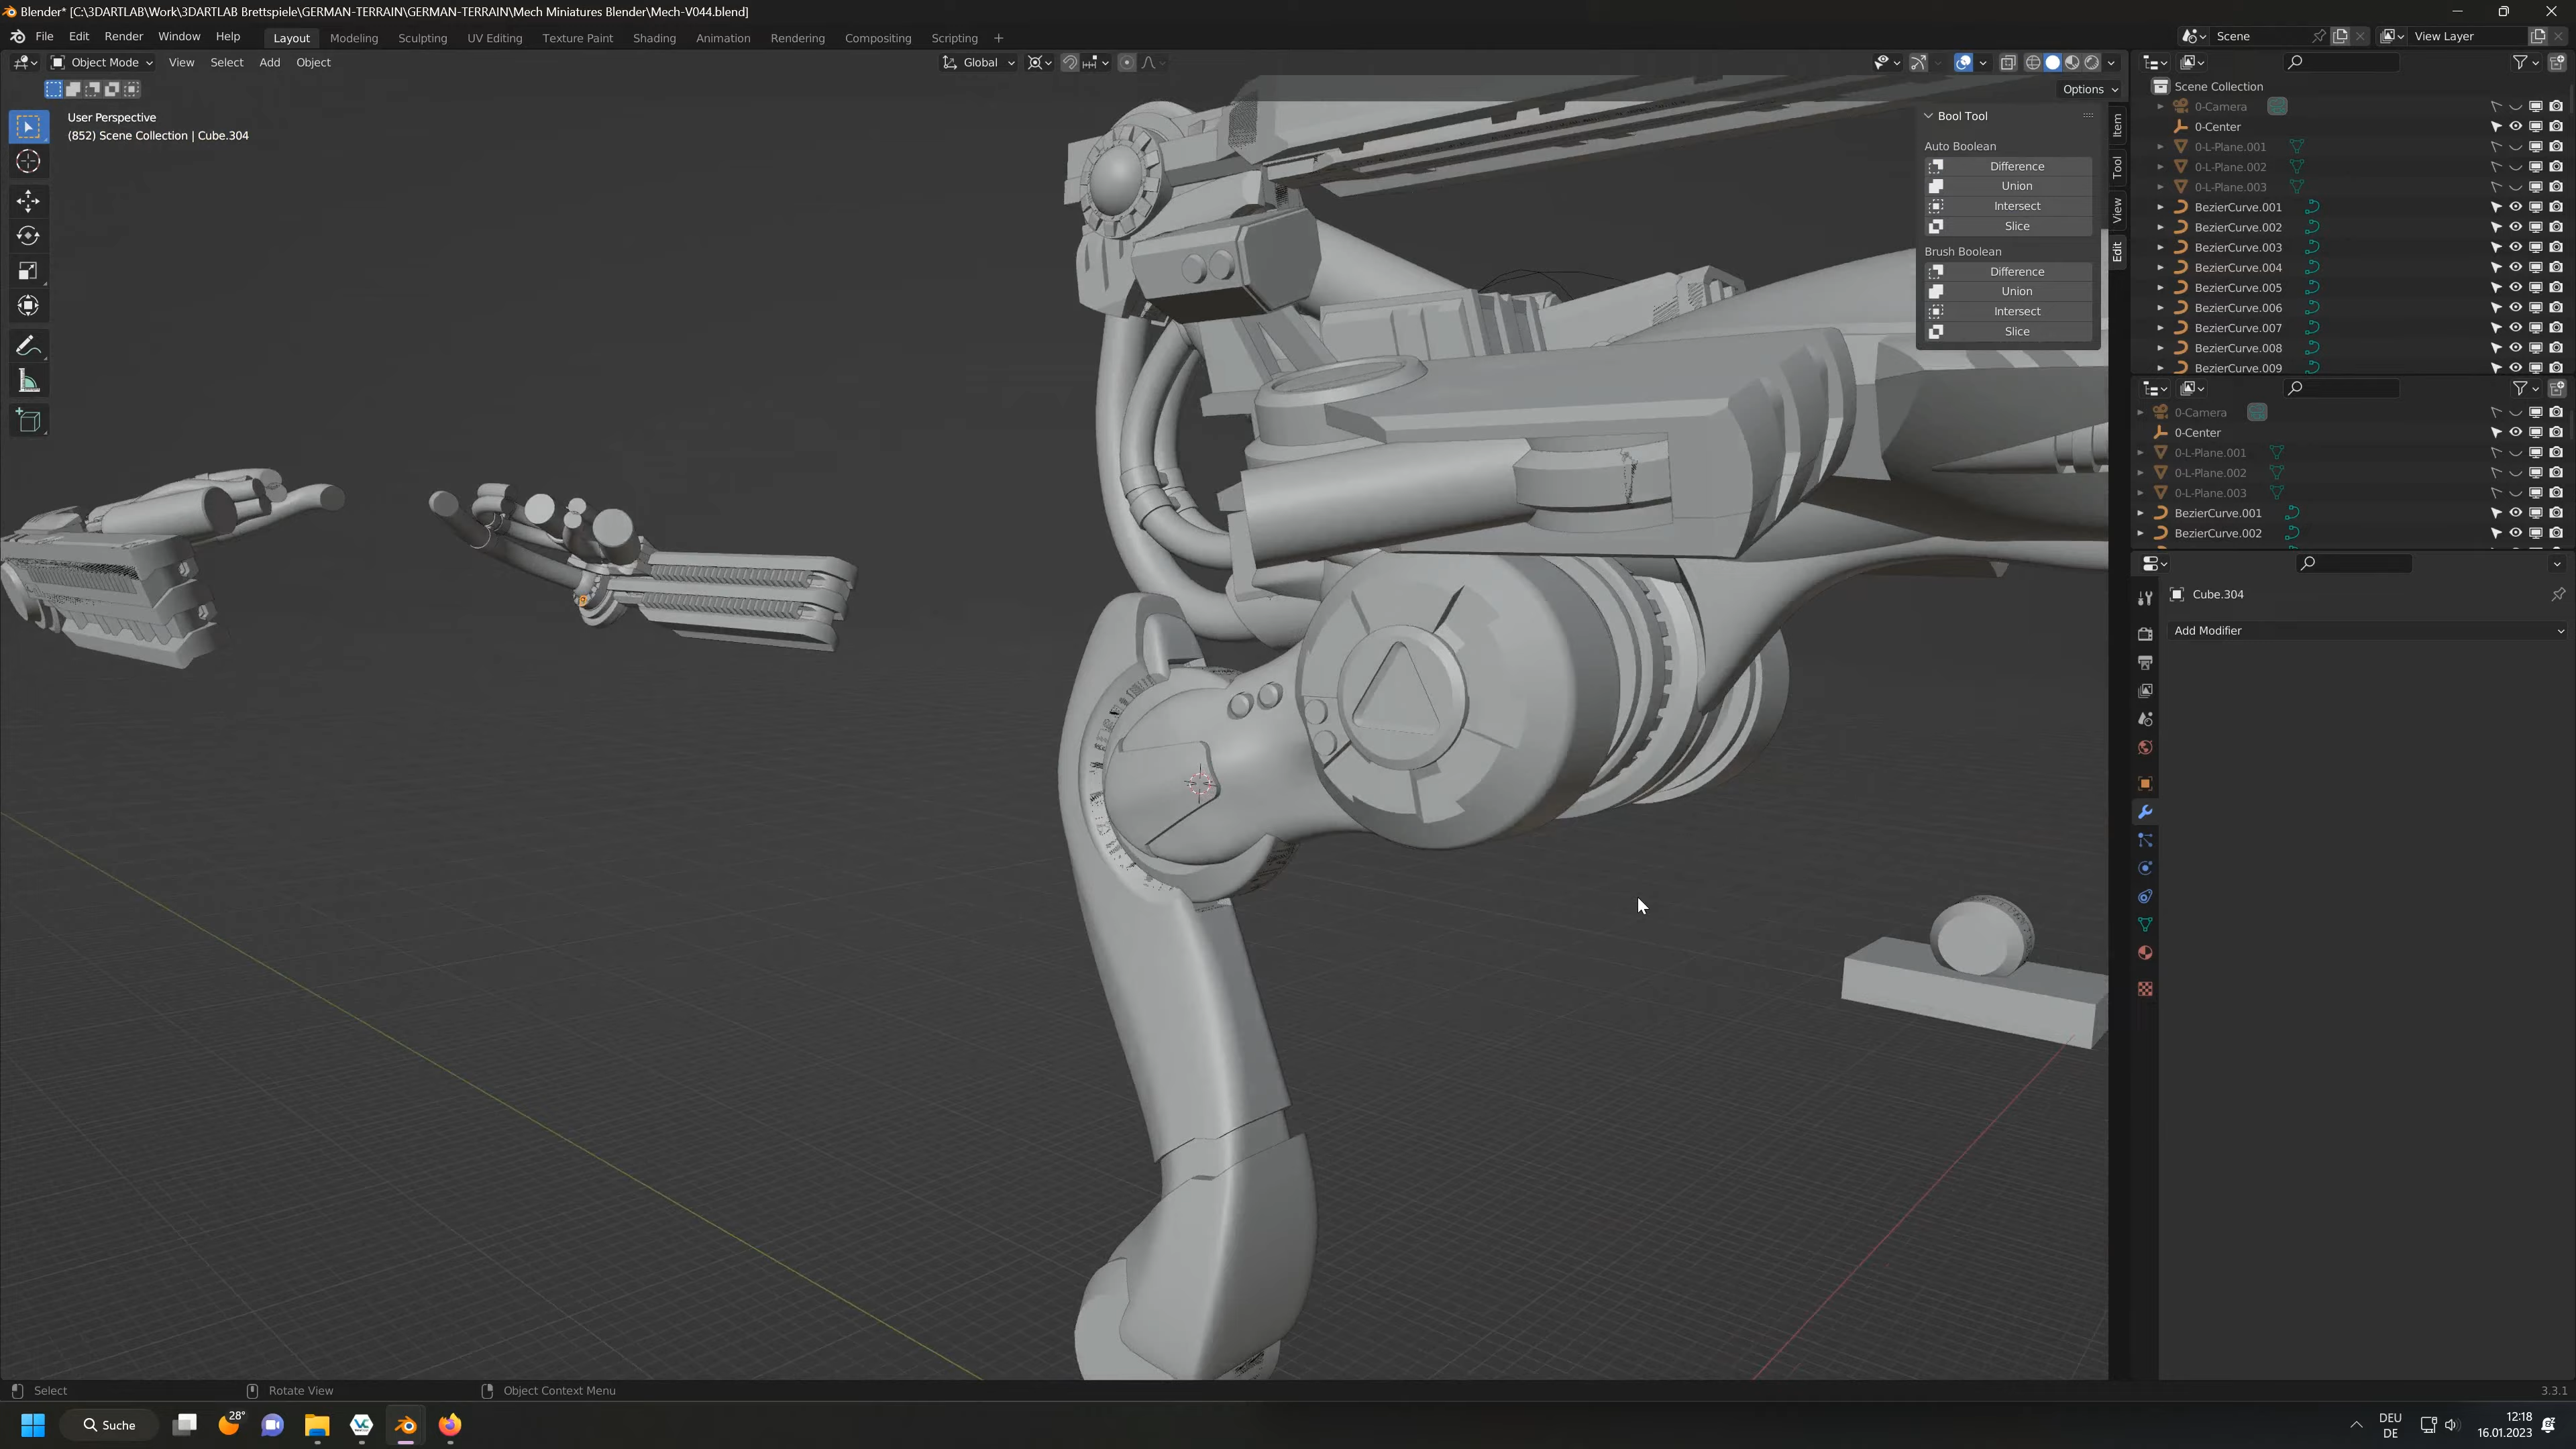 Blender* [C:\3DARTLAB\Work\3DARTLAB Brettspiele\GERMAN-TERRAIN\GERMAN-TERRAIN\Mech Miniatures Blender\Mech-V044.blend]
File Edit Render Window Help Layout Modeling Sculpting UV Editing Texture Paint Shading Animation Rendering Compositing Scripting + Scene View Layer
Object Mode View Select Add Object Global
Options
User Perspective
(852) Scene Collection | Cube.304
Bool Tool
Auto Boolean
Difference
Union
Intersect
Slice
Brush Boolean
Difference
Union
Intersect
Slice
Item
Tool
View
Edit
Scene Collection
0-Camera
0-Center
0-L-Plane.001
0-L-Plane.002
0-L-Plane.003
BezierCurve.001
BezierCurve.002
BezierCurve.003
BezierCurve.004
BezierCurve.005
BezierCurve.006
BezierCurve.007
BezierCurve.008
BezierCurve.009
0-Camera
0-Center
0-L-Plane.001
0-L-Plane.002
0-L-Plane.003
BezierCurve.001
BezierCurve.002
Cube.304
Add Modifier
Select Rotate View Object Context Menu 3.3.1
Suche 28° DEU 12:18
DE 16.01.2023